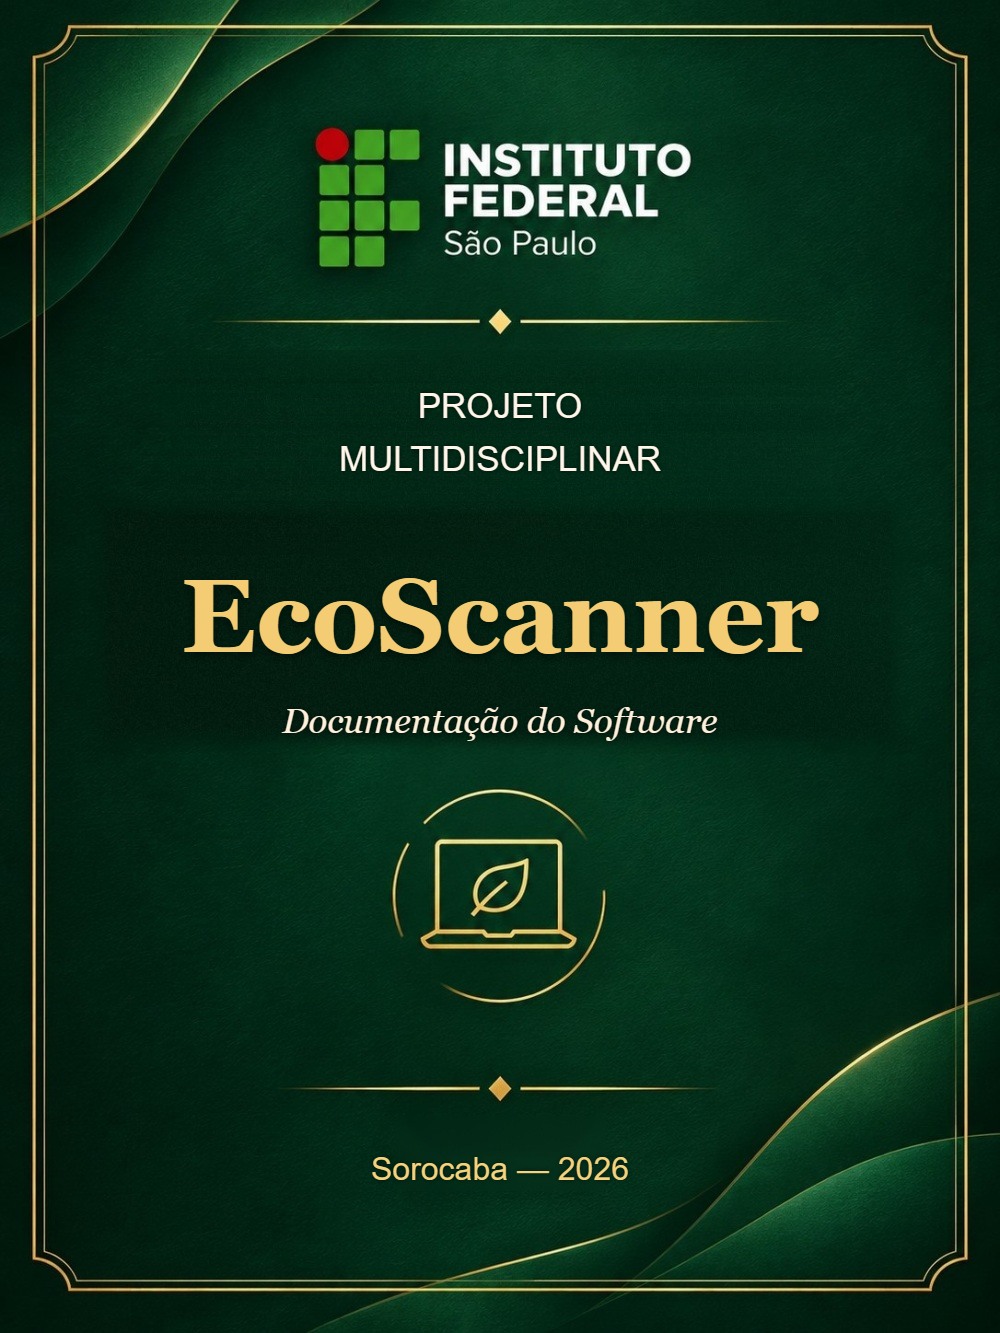 INSTITUTO
FEDERAL
São Paulo
PROJETO
MULTIDISCIPLINAR
EcoScanner
Documentação do Software
Sorocaba — 2026